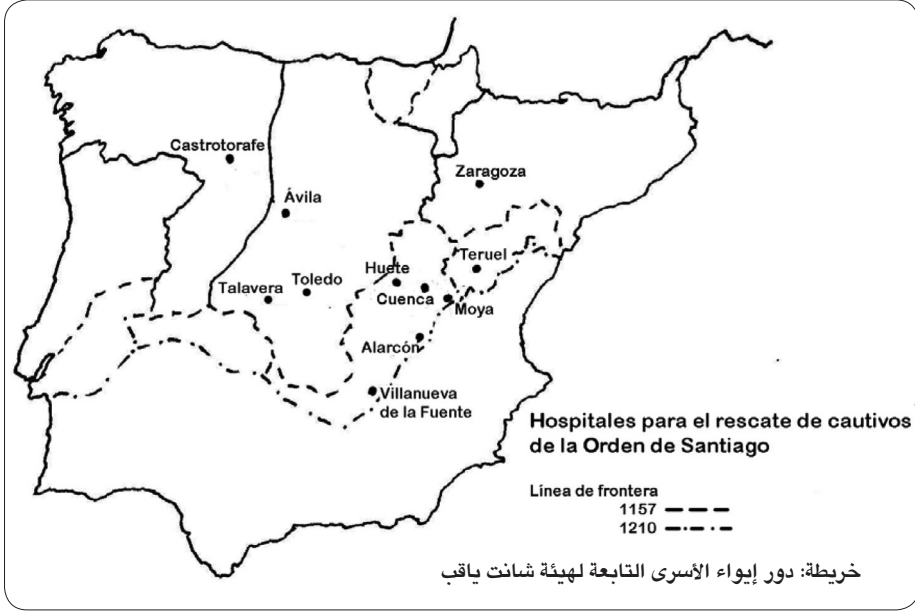 Castrotorafe
Zaragoza
Ávila
Teruel
Huete
Talavera
Toledo
Cuenca
Moya
Alarcón
Villanueva
de la Fuente
Hospitales para el rescate de cautivos
de la Orden de Santiago
Línea de frontera
1157
1210
خريطة: دور إيواء الأسرى التابعة لهيئة شانت ياقب